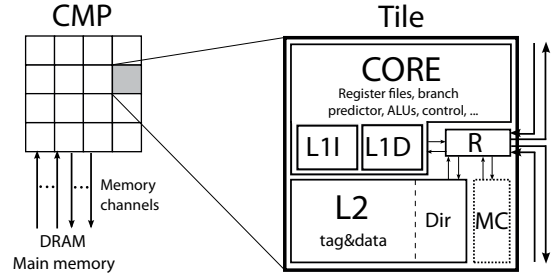 CMP
Tile
CORE
Register files, branch
predictor, ALUs, control, ...
L1I
L1D
R
L2
tag&data
Dir
MC
...
...
Memory
channels
DRAM
Main memory